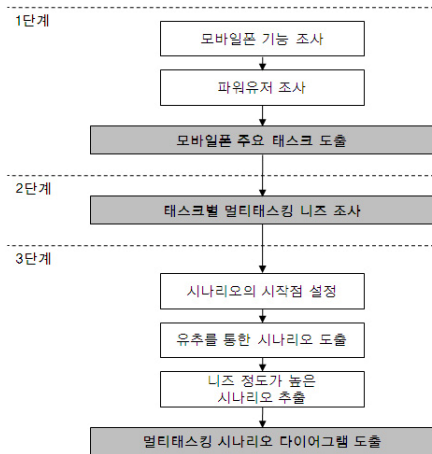 1단계
모바일폰 기능 조사
파워유저 조사
모바일폰 주요 태스크 도출
2단계
태스크별 멀티태스킹 니즈 조사
3단계
시나리오의 시작점 설정
유추를 통한 시나리오 도출
니즈 정도가 높은
시나리오 추출
멀티태스킹 시나리오 다이어그램 도출